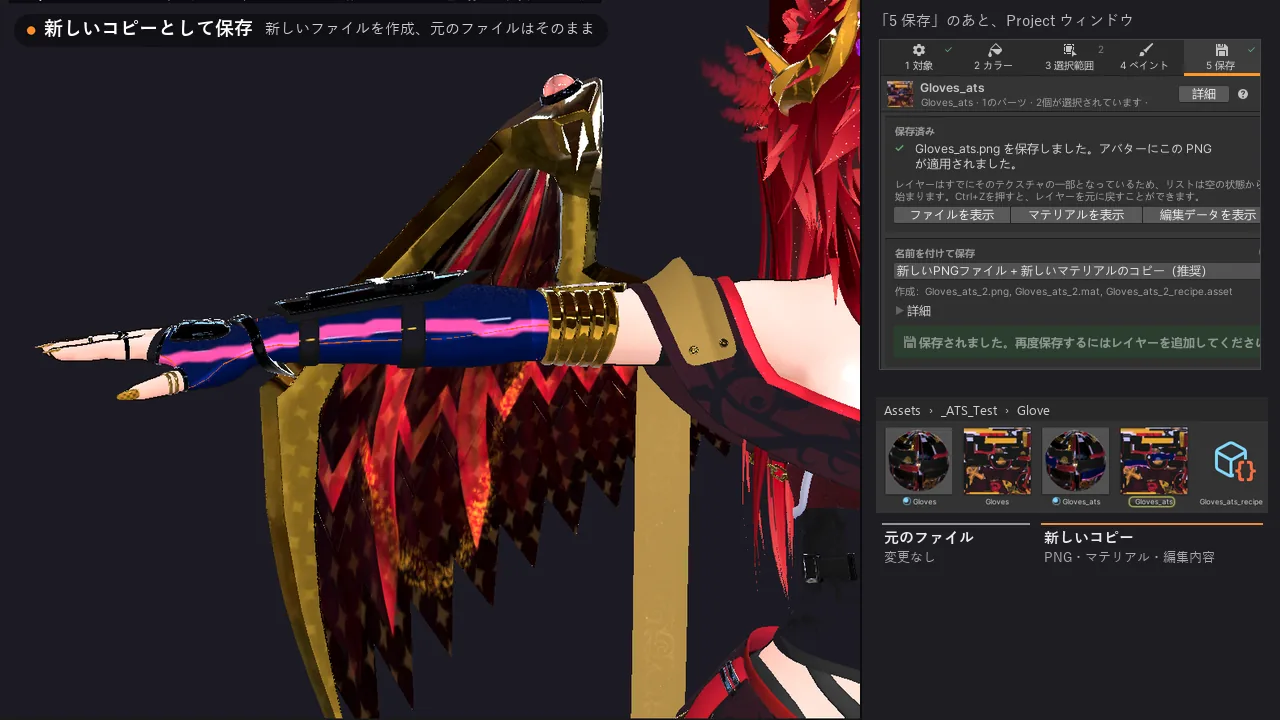 新しいコピーとして保存 新しいファイルを作成、元のファイルはそのまま
「5 保存」のあと、Project ウィンドウ
1 対象
2 カラー
3 選択範囲 2
4 ペイント
5 保存
Gloves_ats
Gloves_ats · 1のパーツ · 2個が選択されています ·
詳細
保存済み
Gloves_ats.png を保存しました。アバターにこの PNG
が適用されました。
レイヤーはすでにそのテクスチャの一部となっているため、リストは空の状態から
始まります。Ctrl+Zを押すと、レイヤーを元に戻すことができます。
ファイルを表示 マテリアルを表示 編集データを表示
名前を付けて保存
新しいPNGファイル + 新しいマテリアルのコピー（推奨）
作成: Gloves_ats_2.png, Gloves_ats_2.mat, Gloves_ats_2_recipe.asset
詳細
保存されました。再度保存するにはレイヤーを追加してくださ
Assets › _ATS_Test › Glove
Gloves Gloves Gloves_ats Gloves_ats Gloves_ats_recipe
元のファイル
変更なし
新しいコピー
PNG・マテリアル・編集内容